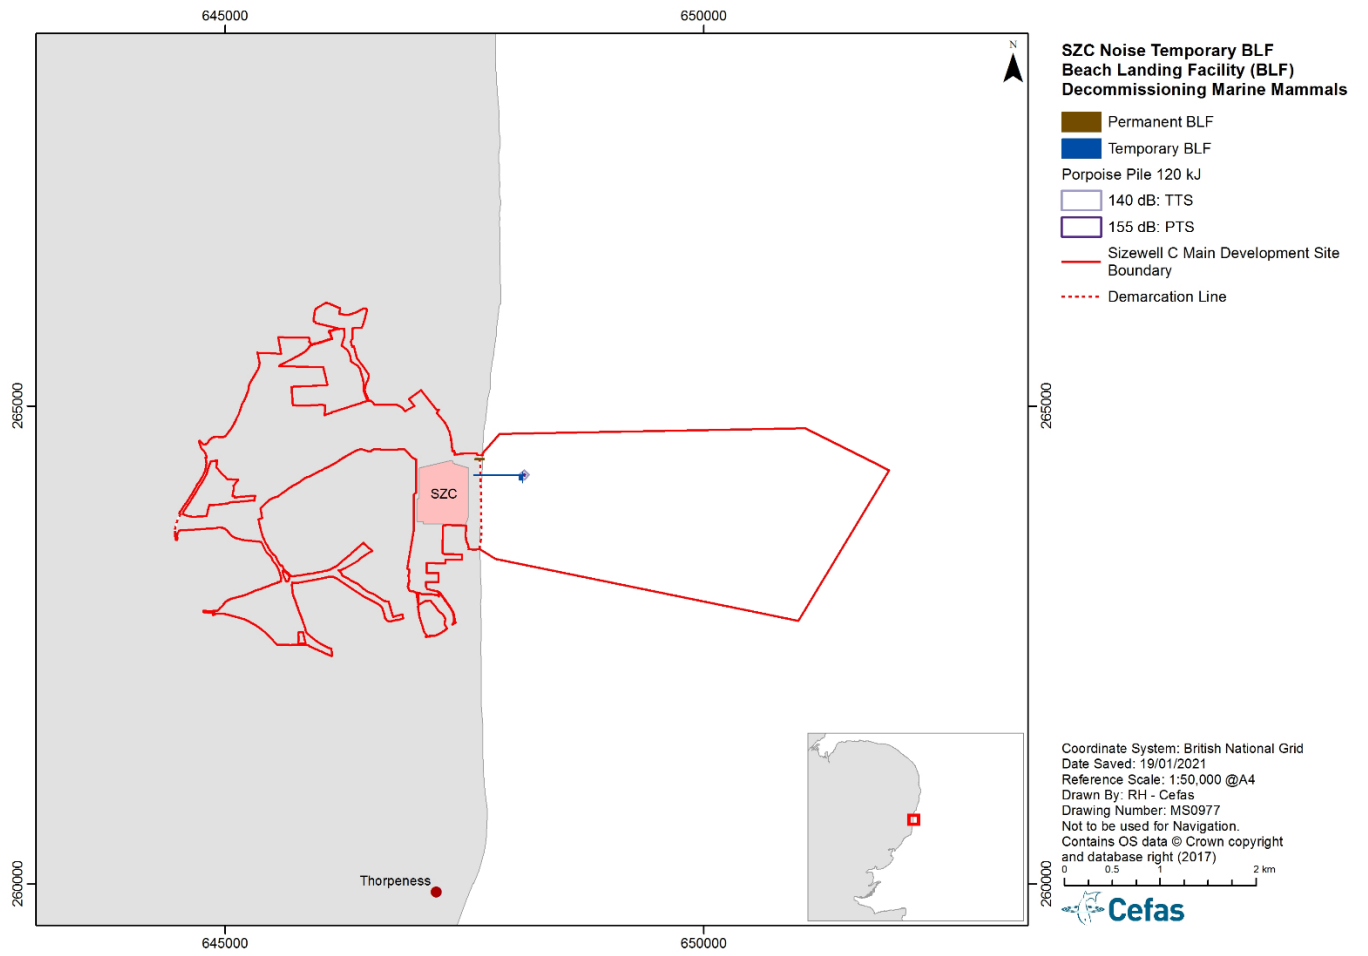 645000
650000
N
SZC Noise Temporary BLF
Beach Landing Facility (BLF)
Decommissioning Marine Mammals
Permanent BLF
Temporary BLF
Porpoise Pile 120 kJ
140 dB: TTS
155 dB: PTS
Sizewell C Main Development Site
Boundary
Demarcation Line
265000
265000
SZC
Thorpeness
260000
260000
Coordinate System: British National Grid
Date Saved: 19/01/2021
Reference Scale: 1:50,000 @A4
Drawn By: RH - Cefas
Drawing Number: MS0977
Not to be used for Navigation.
Contains OS data © Crown copyright
and database right (2017)
0 0.5 1 2 km
Cefas
645000
650000